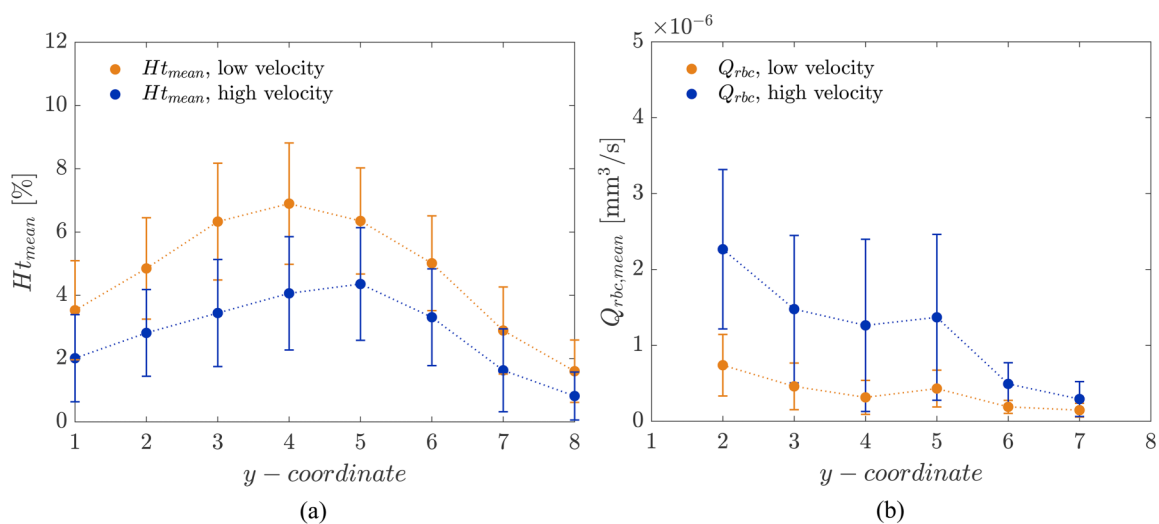 12
10
8
6
4
2
0
Ht_mean [%]
Ht_mean, low velocity
Ht_mean, high velocity
1 2 3 4 5 6 7 8
y − coordinate
(a)
×10^-6
5
4
3
2
1
0
Q_rbc,mean [mm³/s]
Q_rbc, low velocity
Q_rbc, high velocity
1 2 3 4 5 6 7 8
y − coordinate
(b)